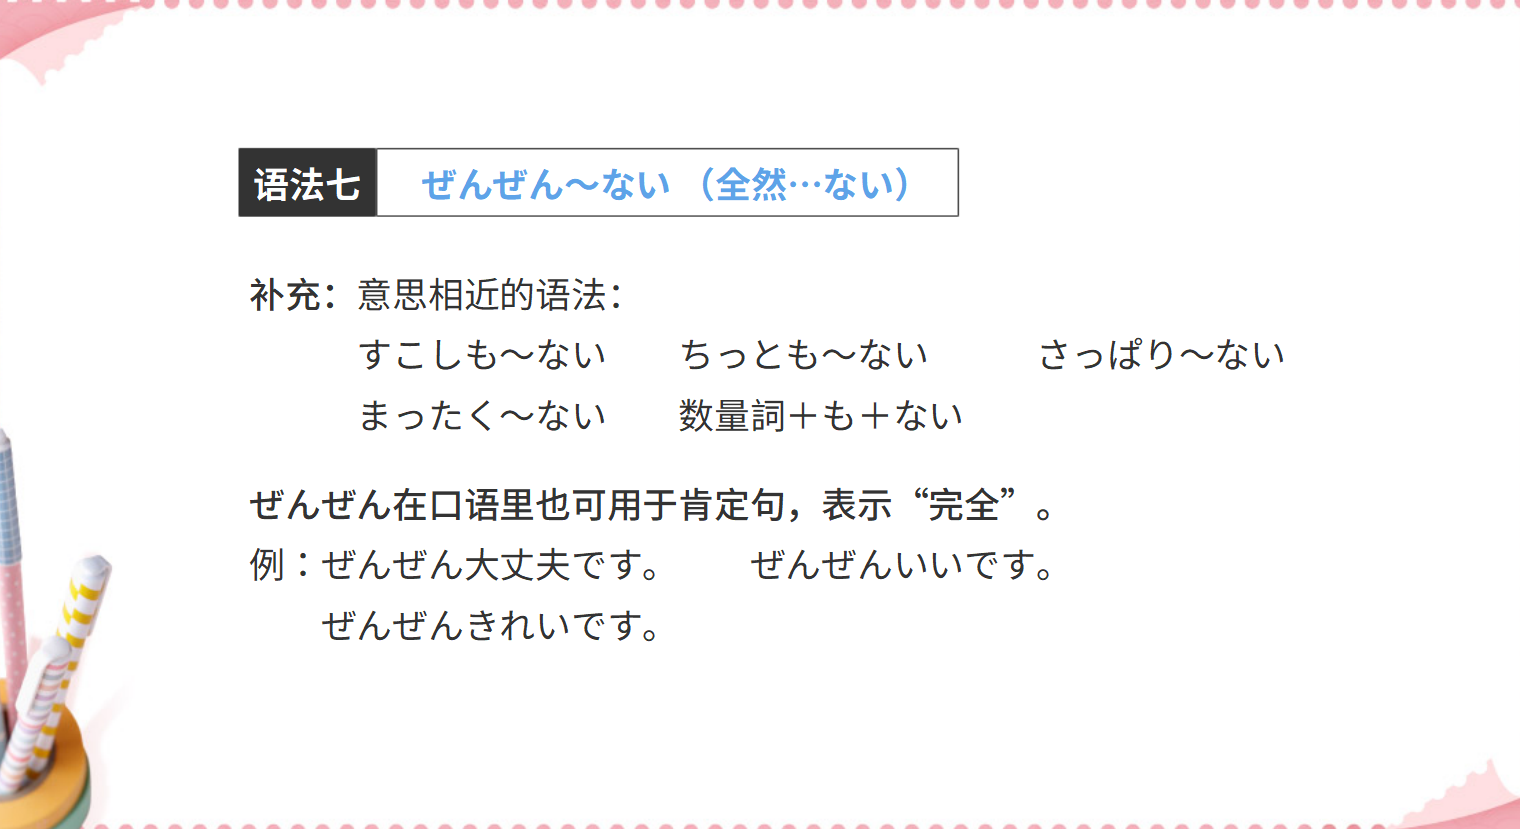 语法七 ぜんぜん～ない （全然…ない）
补充：意思相近的语法：
すこしも～ない ちっとも～ない さっぱり～ない
まったく～ない 数量詞＋も＋ない
ぜんぜん在口语里也可用于肯定句，表示“完全”。
例：ぜんぜん大丈夫です。 ぜんぜんいいです。
ぜんぜんきれいです。